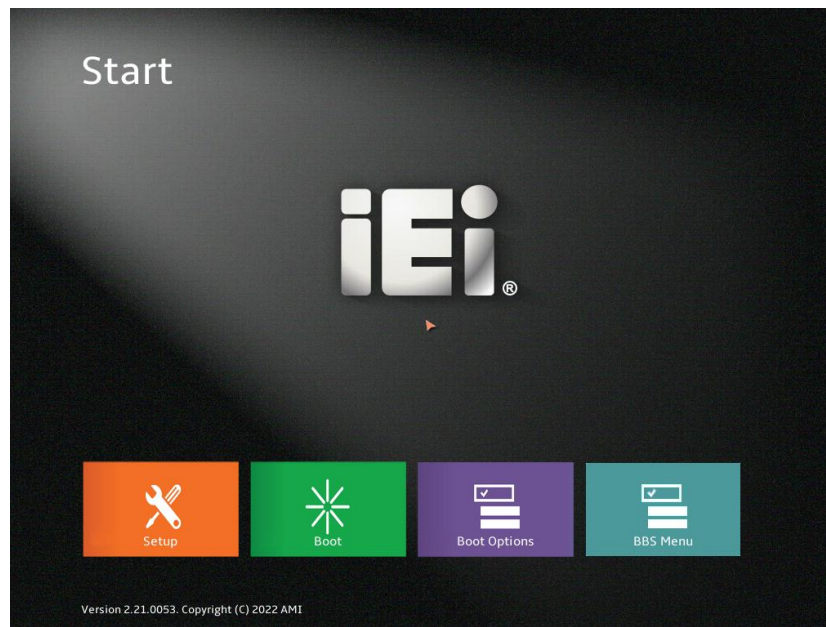 Start
iEi®
Setup
Boot
Boot Options
BBS Menu
Version 2.21.0053. Copyright (C) 2022 AMI